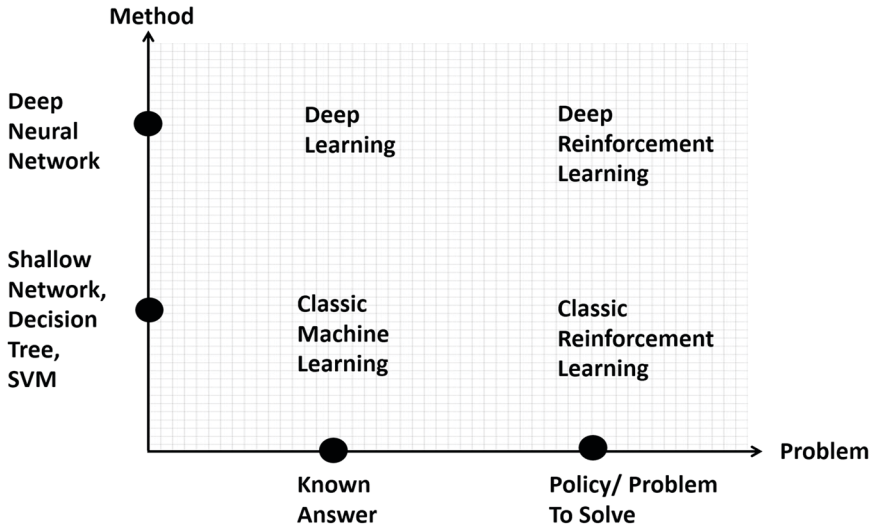 Method
Deep
Neural
Network
Deep
Learning
Deep
Reinforcement
Learning
Shallow
Network,
Decision
Tree,
SVM
Classic
Machine
Learning
Classic
Reinforcement
Learning
Problem
Known
Answer
Policy/ Problem
To Solve